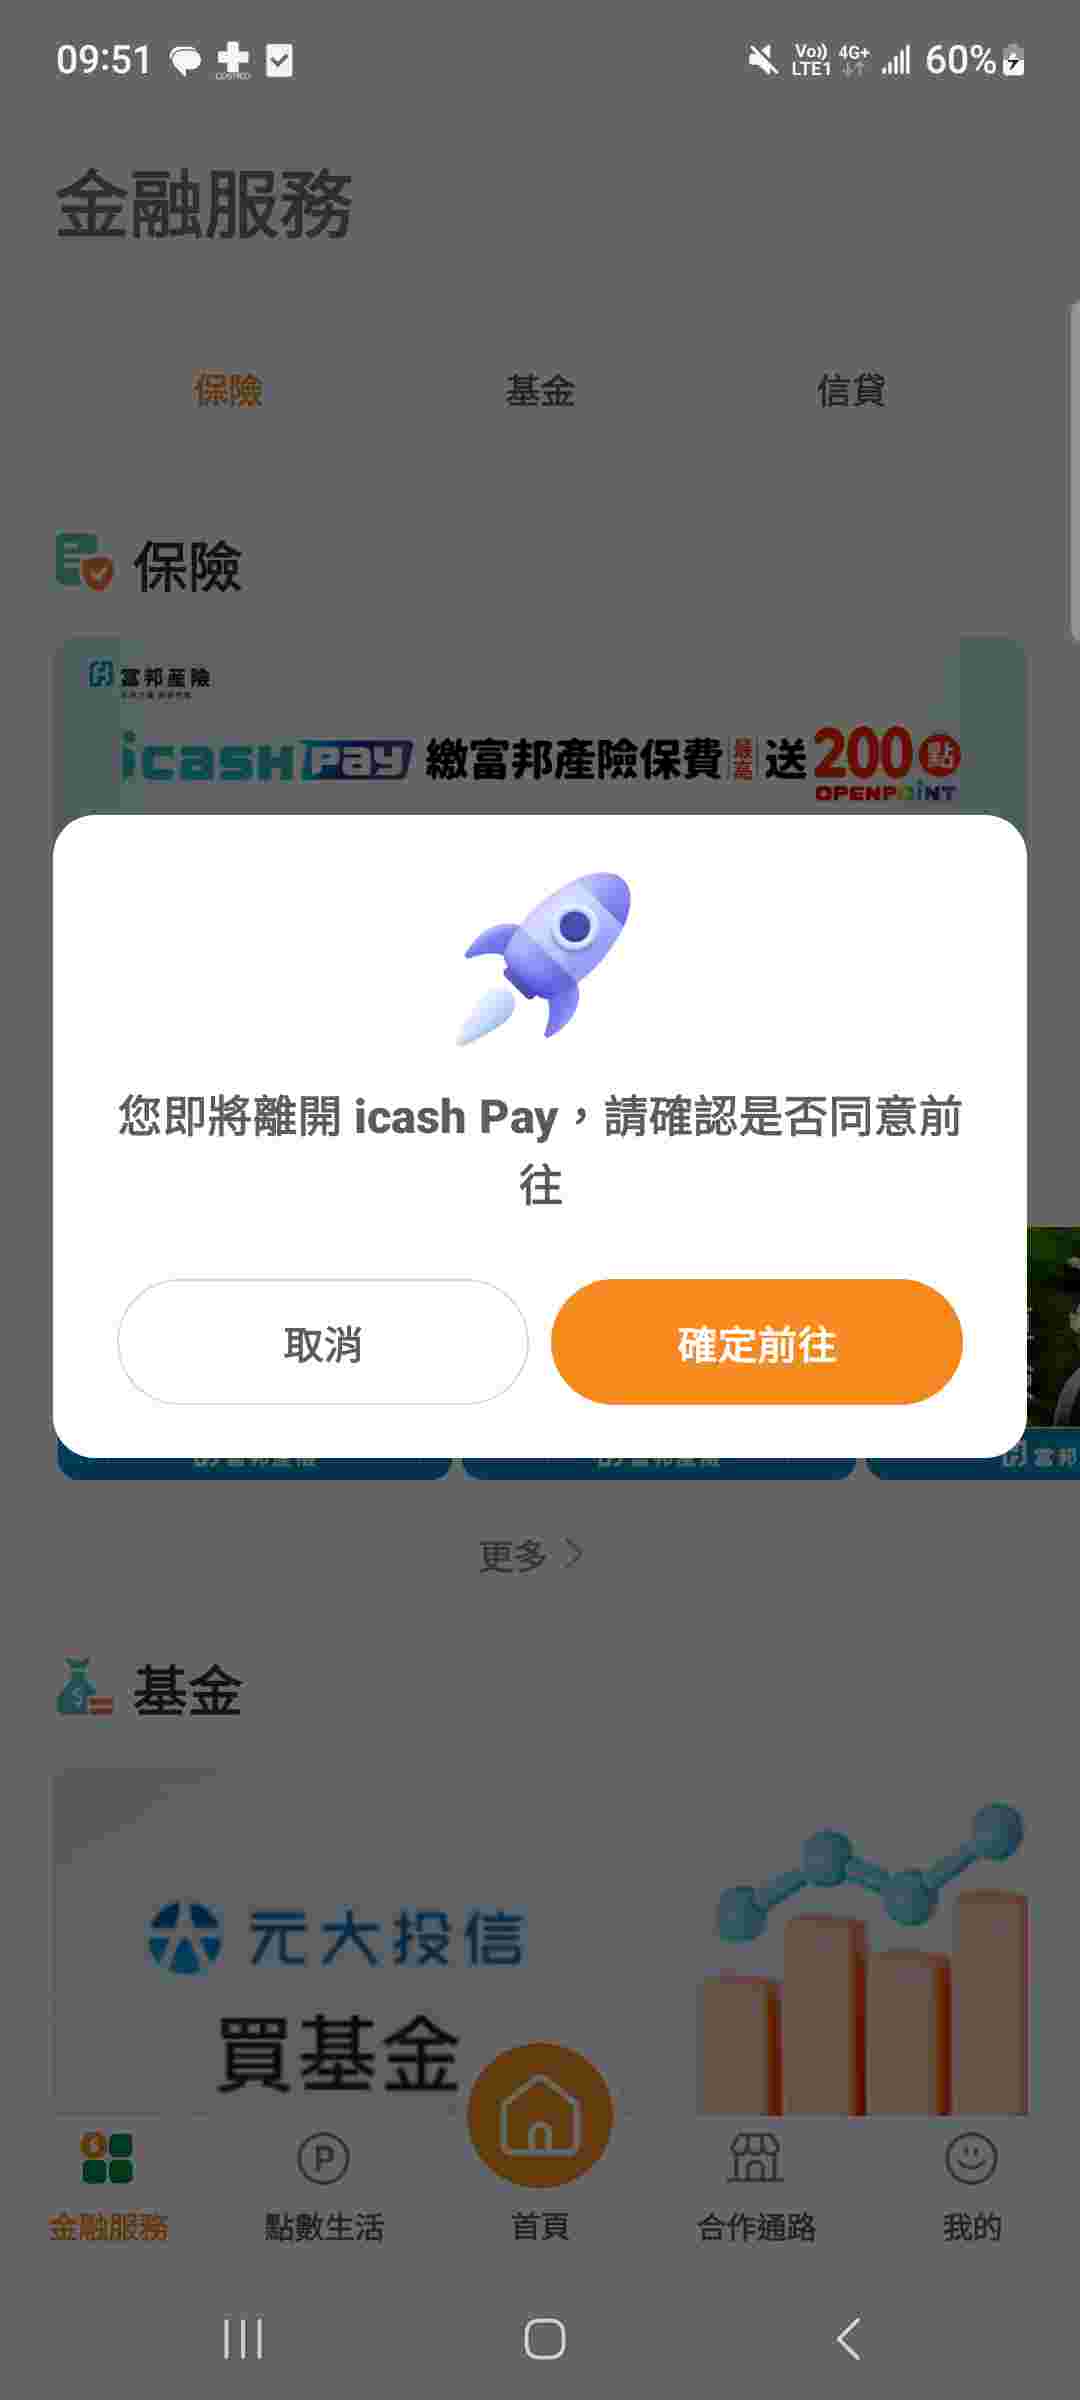 09:51
Vo))
LTE1
4G+
60%
金融服務
保險
基金
信貸
保險
富邦產險
icash Pay 繳富邦產險保費 最高 送 200 點
OPENPOINT
您即將離開 icash Pay，請確認是否同意前
往
取消
確定前往
富邦
更多
基金
元大投信
買基金
金融服務
點數生活
首頁
合作通路
我的